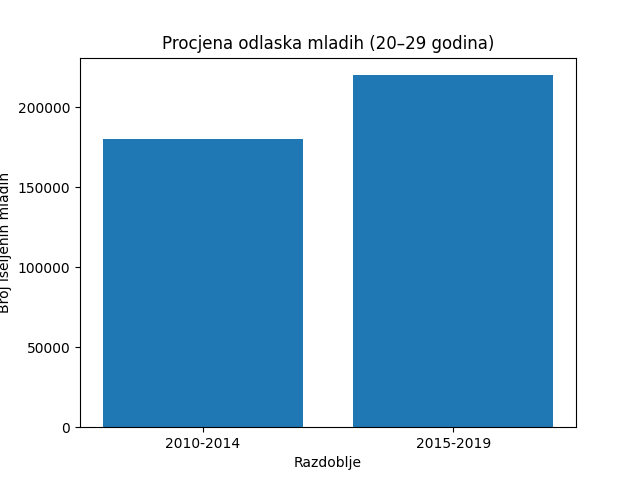 Procjena odlaska mladih (20–29 godina)
Broj iseljenih mladih
200000
150000
100000
50000
0
2010-2014
2015-2019
Razdoblje